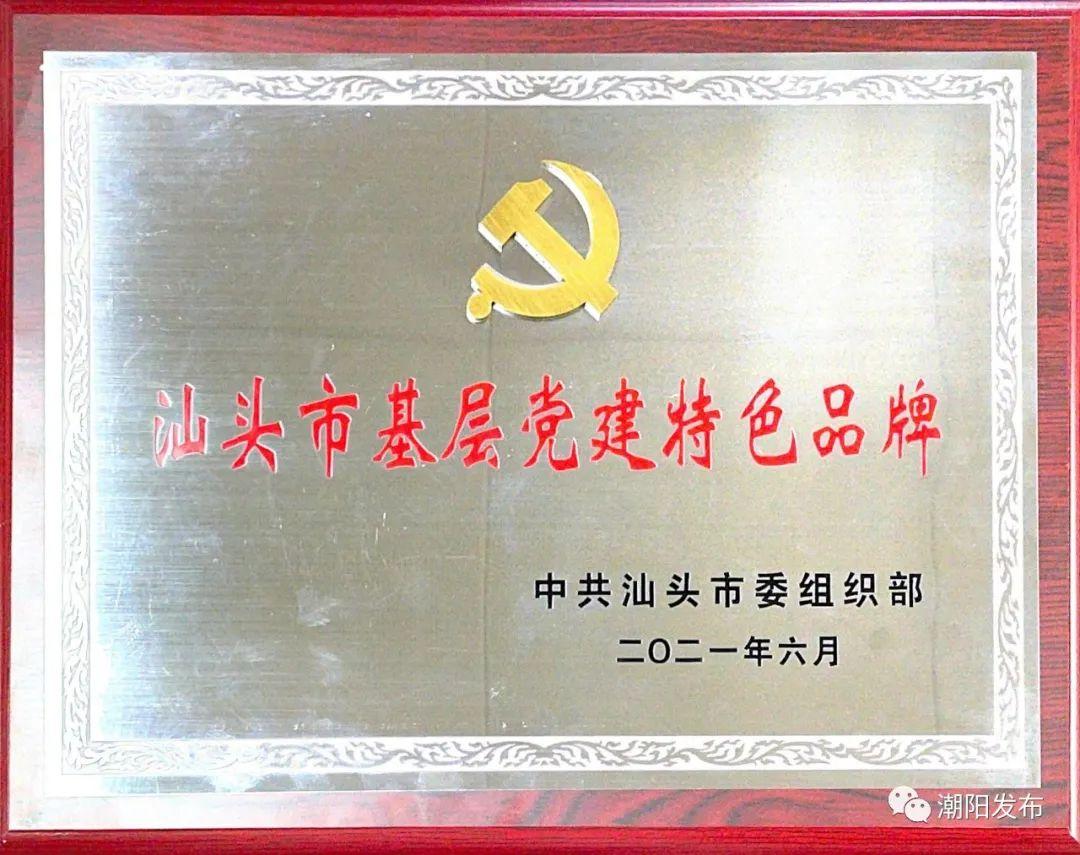 汕头市基层党建特色品牌
中共汕头市委组织部
二〇二一年六月
潮阳发布